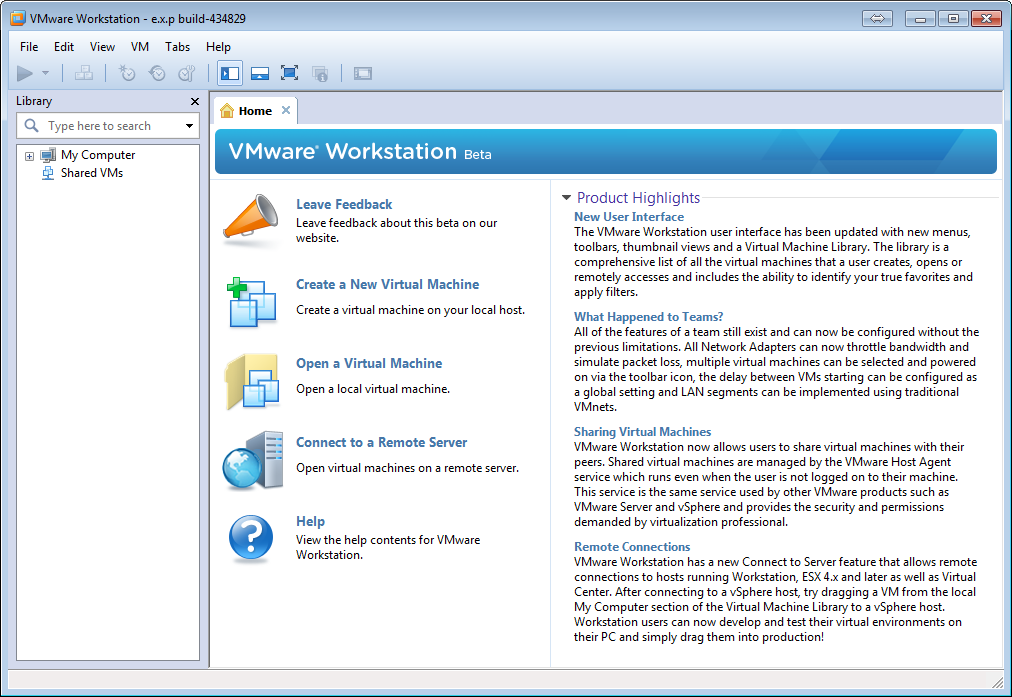 VMware Workstation - e.x.p build-434829
File Edit View VM Tabs Help
Library
Type here to search
My Computer
Shared VMs
Home
VMware® Workstation Beta
Leave Feedback
Leave feedback about this beta on our
website.
Create a New Virtual Machine
Create a virtual machine on your local host.
Open a Virtual Machine
Open a local virtual machine.
Connect to a Remote Server
Open virtual machines on a remote server.
Help
View the help contents for VMware
Workstation.
Product Highlights
New User Interface
The VMware Workstation user interface has been updated with new menus,
toolbars, thumbnail views and a Virtual Machine Library. The library is a
comprehensive list of all the virtual machines that a user creates, opens or
remotely accesses and includes the ability to identify your true favorites and
apply filters.
What Happened to Teams?
All of the features of a team still exist and can now be configured without the
previous limitations. All Network Adapters can now throttle bandwidth and
simulate packet loss, multiple virtual machines can be selected and powered
on via the toolbar icon, the delay between VMs starting can be configured as
a global setting and LAN segments can be implemented using traditional
VMnets.
Sharing Virtual Machines
VMware Workstation now allows users to share virtual machines with their
peers. Shared virtual machines are managed by the VMware Host Agent
service which runs even when the user is not logged on to their machine.
This service is the same service used by other VMware products such as
VMware Server and vSphere and provides the security and permissions
demanded by virtualization professional.
Remote Connections
VMware Workstation has a new Connect to Server feature that allows remote
connections to hosts running Workstation, ESX 4.x and later as well as Virtual
Center. After connecting to a vSphere host, try dragging a VM from the local
My Computer section of the Virtual Machine Library to a vSphere host.
Workstation users can now develop and test their virtual environments on
their PC and simply drag them into production!